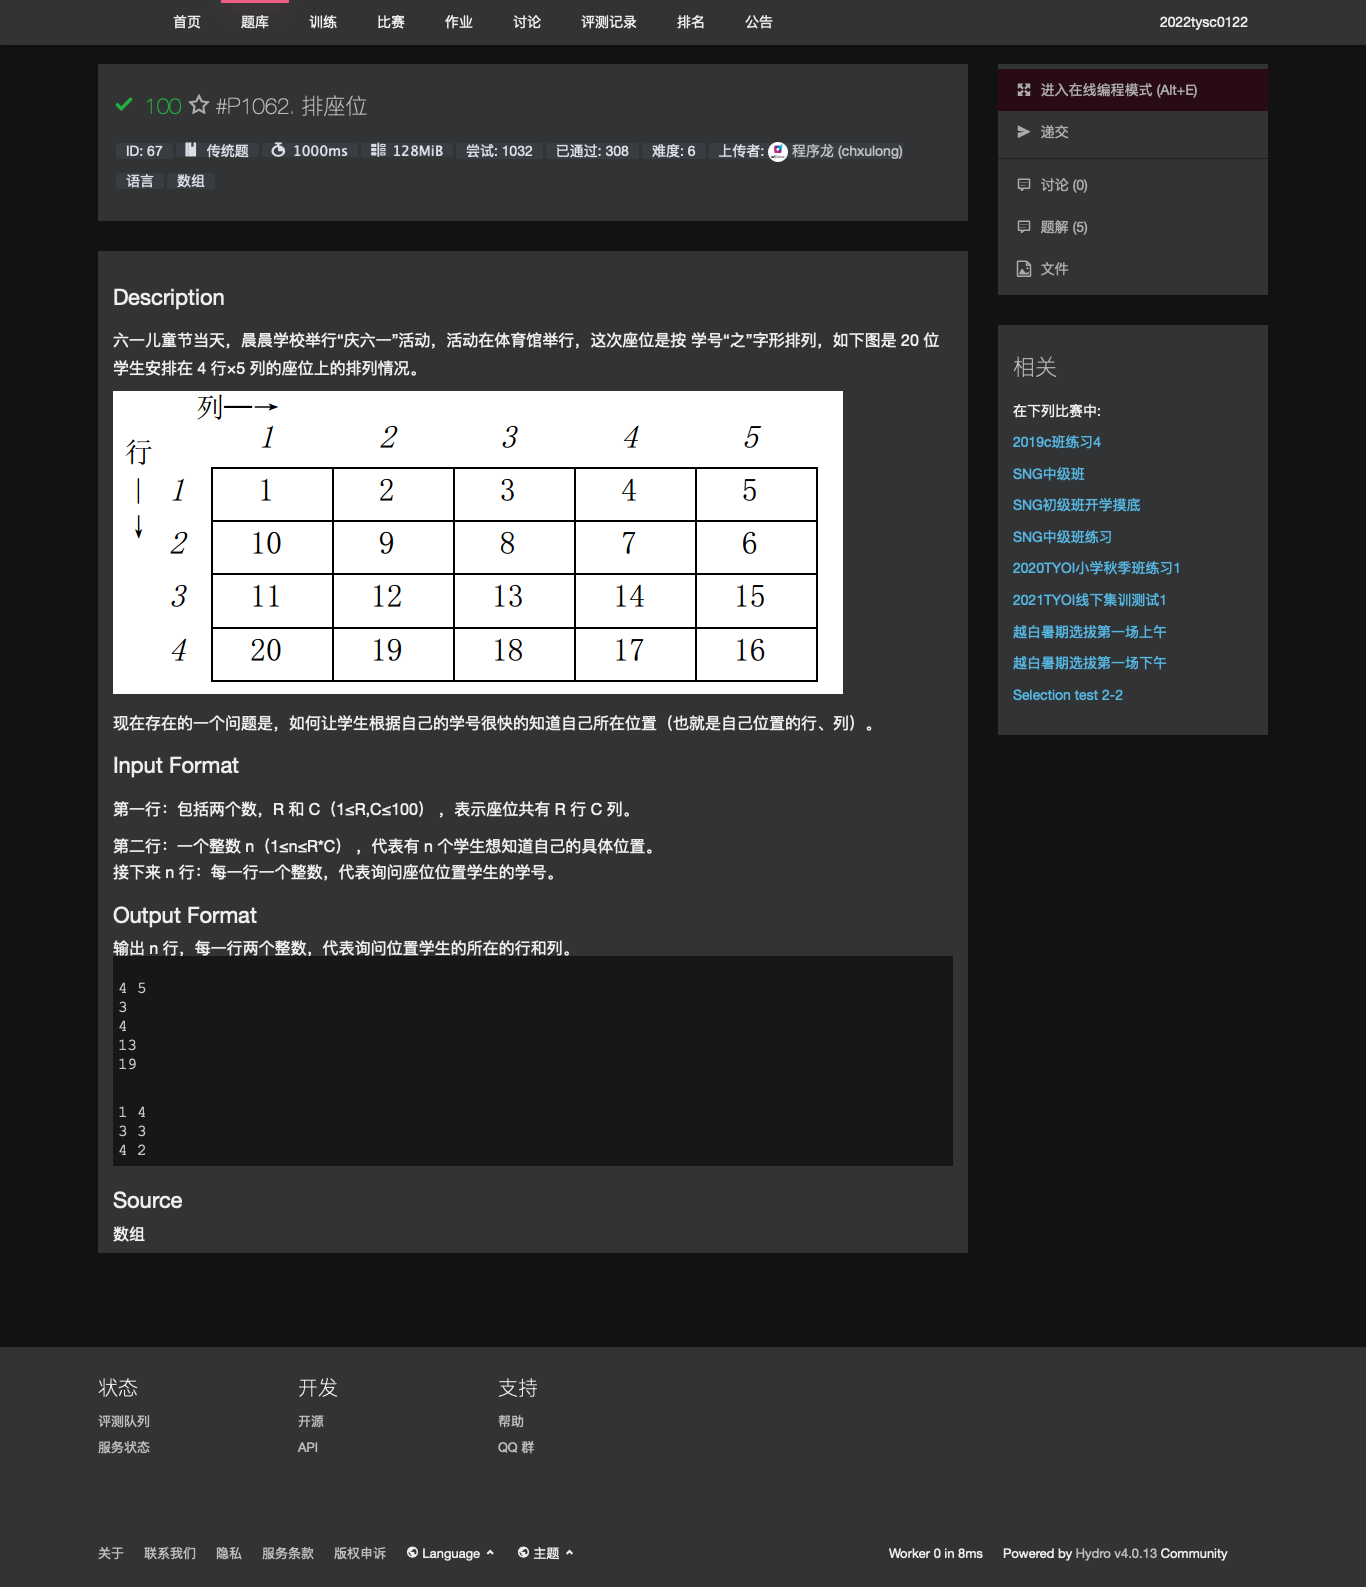 首页 题库 训练 比赛 作业 讨论 评测记录 排名 公告 2022tysc0122
100 #P1062. 排座位
ID: 67 传统题 1000ms 128MiB 尝试: 1032 已通过: 308 难度: 6 上传者: 程序龙 (chxulong)
语言 数组
Description
六一儿童节当天，晨晨学校举行“庆六一”活动，活动在体育馆举行，这次座位是按 学号“之”字形排列，如下图是 20 位
学生安排在 4 行×5 列的座位上的排列情况。
列—→
行
|
↓
1 2 3 4 5
1 1 2 3 4 5
2 10 9 8 7 6
3 11 12 13 14 15
4 20 19 18 17 16
现在存在的一个问题是，如何让学生根据自己的学号很快的知道自己所在位置（也就是自己位置的行、列）。
Input Format
第一行：包括两个数，R 和 C（1≤R,C≤100），表示座位共有 R 行 C 列。
第二行：一个整数 n（1≤n≤R*C），代表有 n 个学生想知道自己的具体位置。
接下来 n 行：每一行一个整数，代表询问座位位置学生的学号。
Output Format
输出 n 行，每一行两个整数，代表询问位置学生的所在的行和列。
4 5
3
4
13
19
1 4
3 3
4 2
Source
数组
进入在线编程模式 (Alt+E)
递交
讨论 (0)
题解 (5)
文件
相关
在下列比赛中:
2019c班练习4
SNG中级班
SNG初级班开学摸底
SNG中级班练习
2020TYOI小学秋季班练习1
2021TYOI线下集训测试1
越白暑期选拔第一场上午
越白暑期选拔第一场下午
Selection test 2-2
状态 开发 支持
评测队列 开源 帮助
服务状态 API QQ 群
关于 联系我们 隐私 服务条款 版权申诉 Language 主题 Worker 0 in 8ms Powered by Hydro v4.0.13 Community